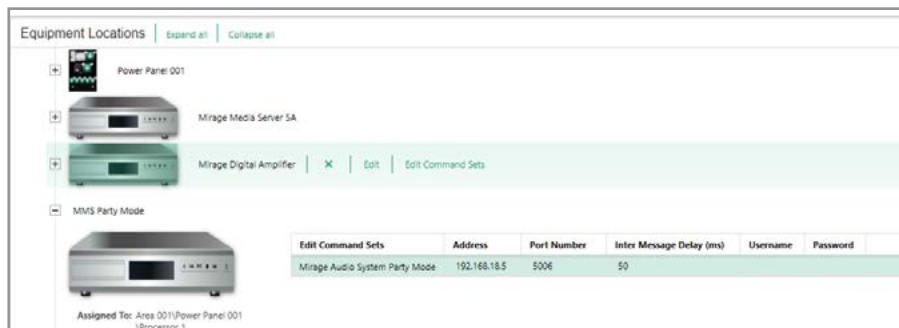 Equipment Locations Expand all Collapse all
Power Panel 001
Mirage Media Server 5A
Mirage Digital Amplifier × Edit Edit Command Sets
MMS Party Mode
Edit Command Sets Address Port Number Inter Message Delay (ms) Username Password
Mirage Audio System Party Mode 192.168.18.5 5006 50
Assigned To: Area 001\Power Panel 001
\Processor 1